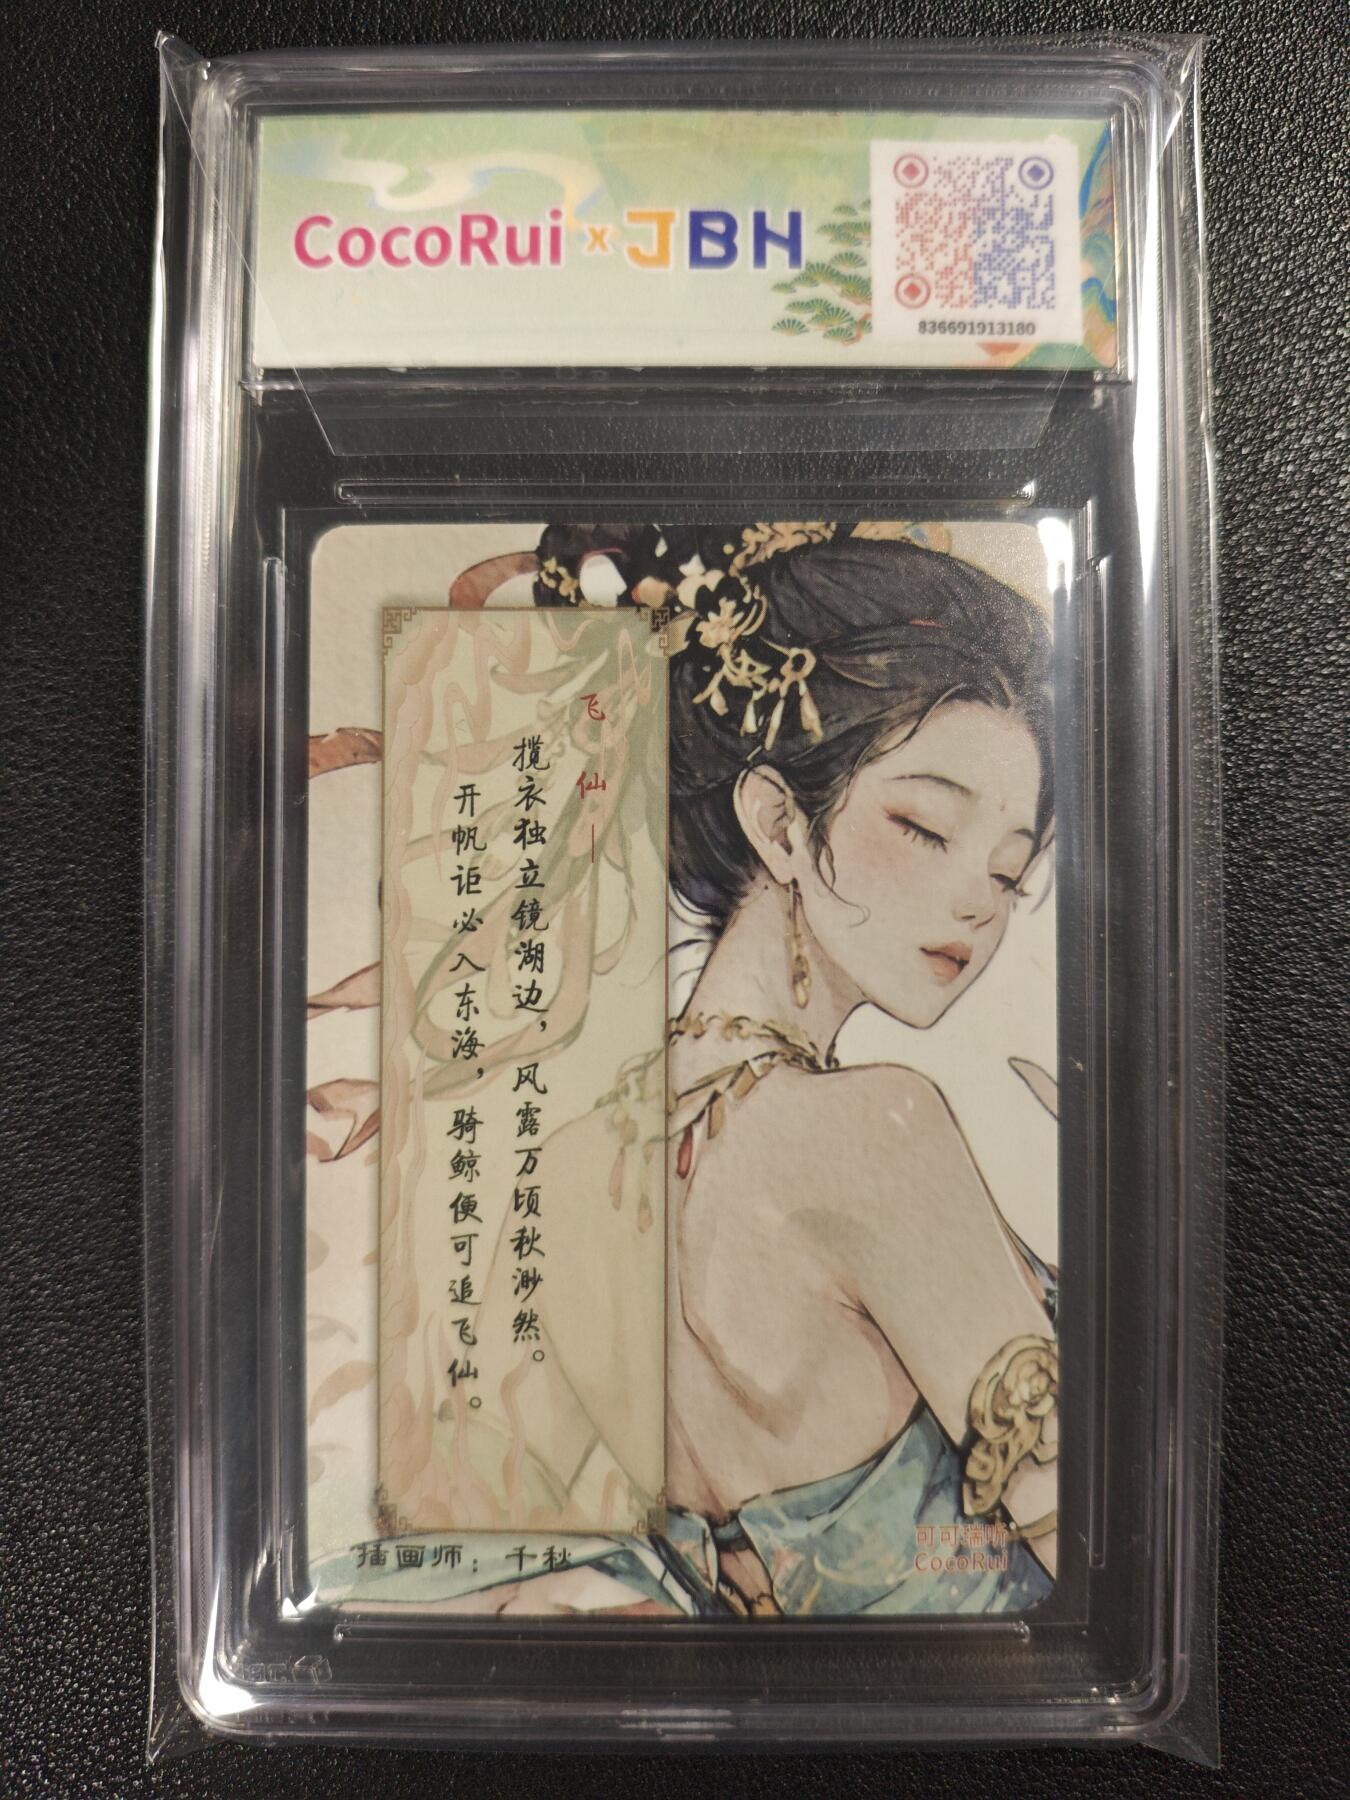 CocoRui × JBH
836691913180
飞仙—
揽衣独立镜湖边，风露万顷秋渺然。
开帆讵必入东海，骑鲸便可追飞仙。
插画师：千秋
可可瑞听
CocoRui